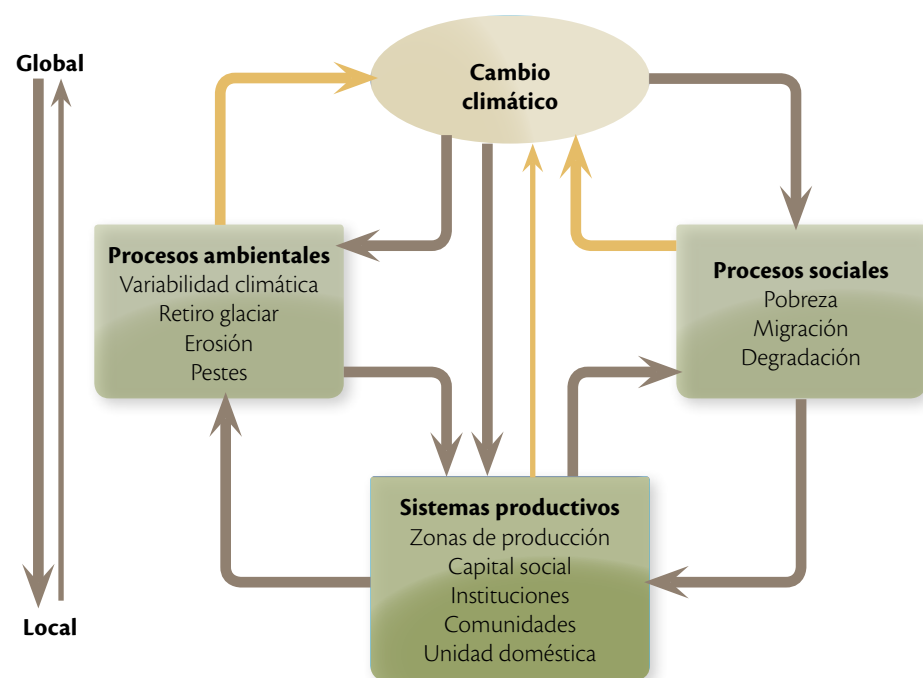 Global
Cambio
climático
Procesos ambientales
Variabilidad climática
Retiro glaciar
Erosión
Pestes
Procesos sociales
Pobreza
Migración
Degradación
Sistemas productivos
Zonas de producción
Capital social
Instituciones
Comunidades
Unidad doméstica
Local